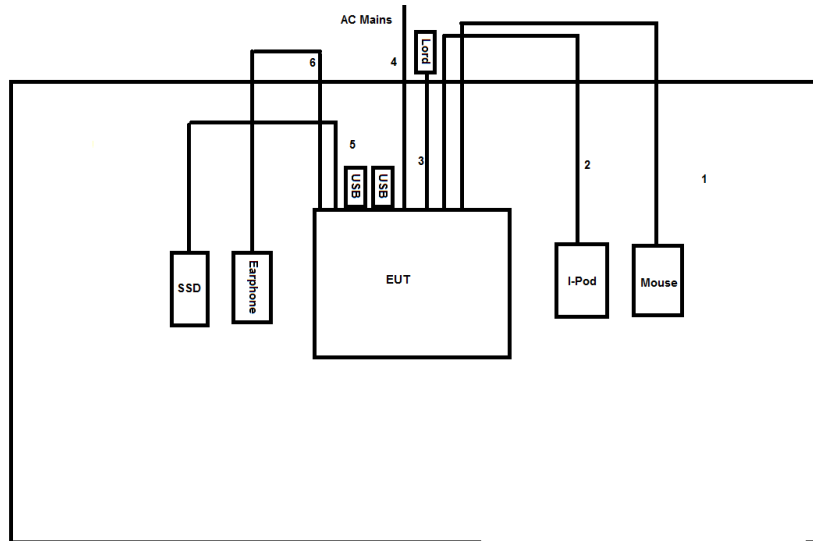 AC Mains
Lord
6
4
5
3
2
1
USB
USB
SSD
Earphone
EUT
I-Pod
Mouse